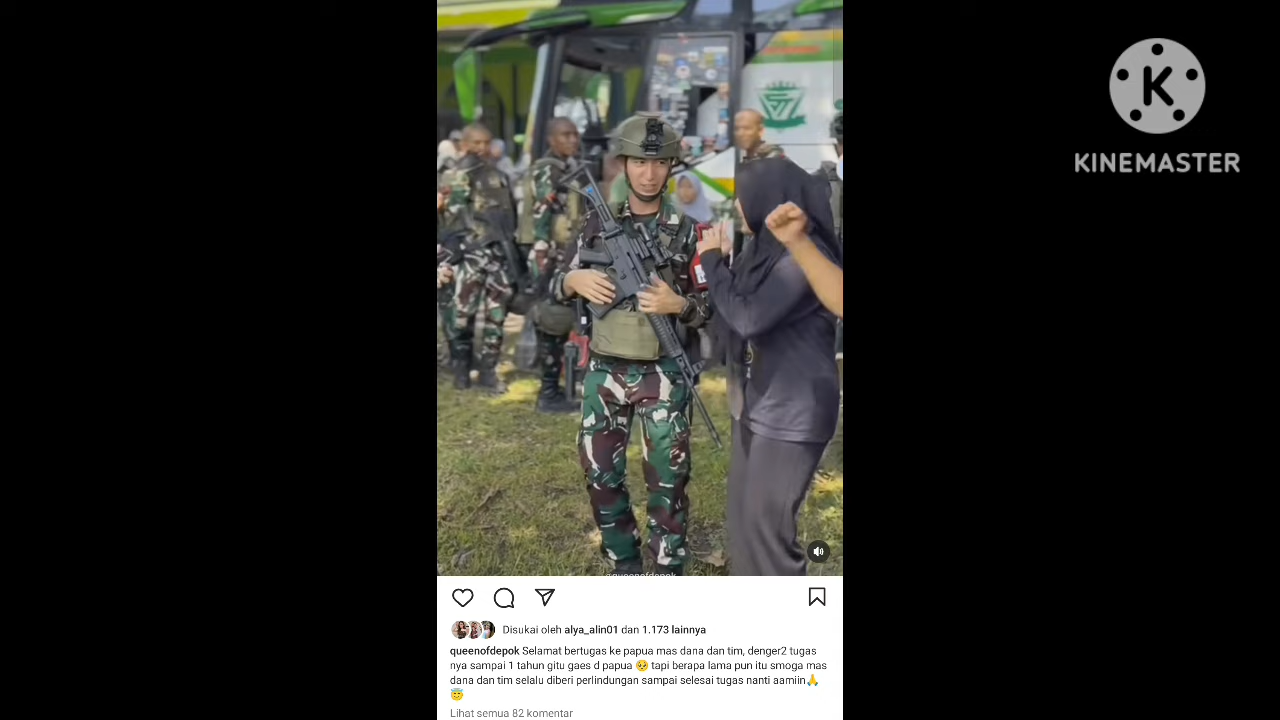 KINEMASTER
@queenofdepok
Disukai oleh alya_alin01 dan 1.173 lainnya
queenofdepok Selamat bertugas ke papua mas dana dan tim, denger2 tugas
nya sampai 1 tahun gitu gaes d papua 🥺 tapi berapa lama pun itu smoga mas
dana dan tim selalu diberi perlindungan sampai selesai tugas nanti aamiin🙏
😇
Lihat semua 82 komentar